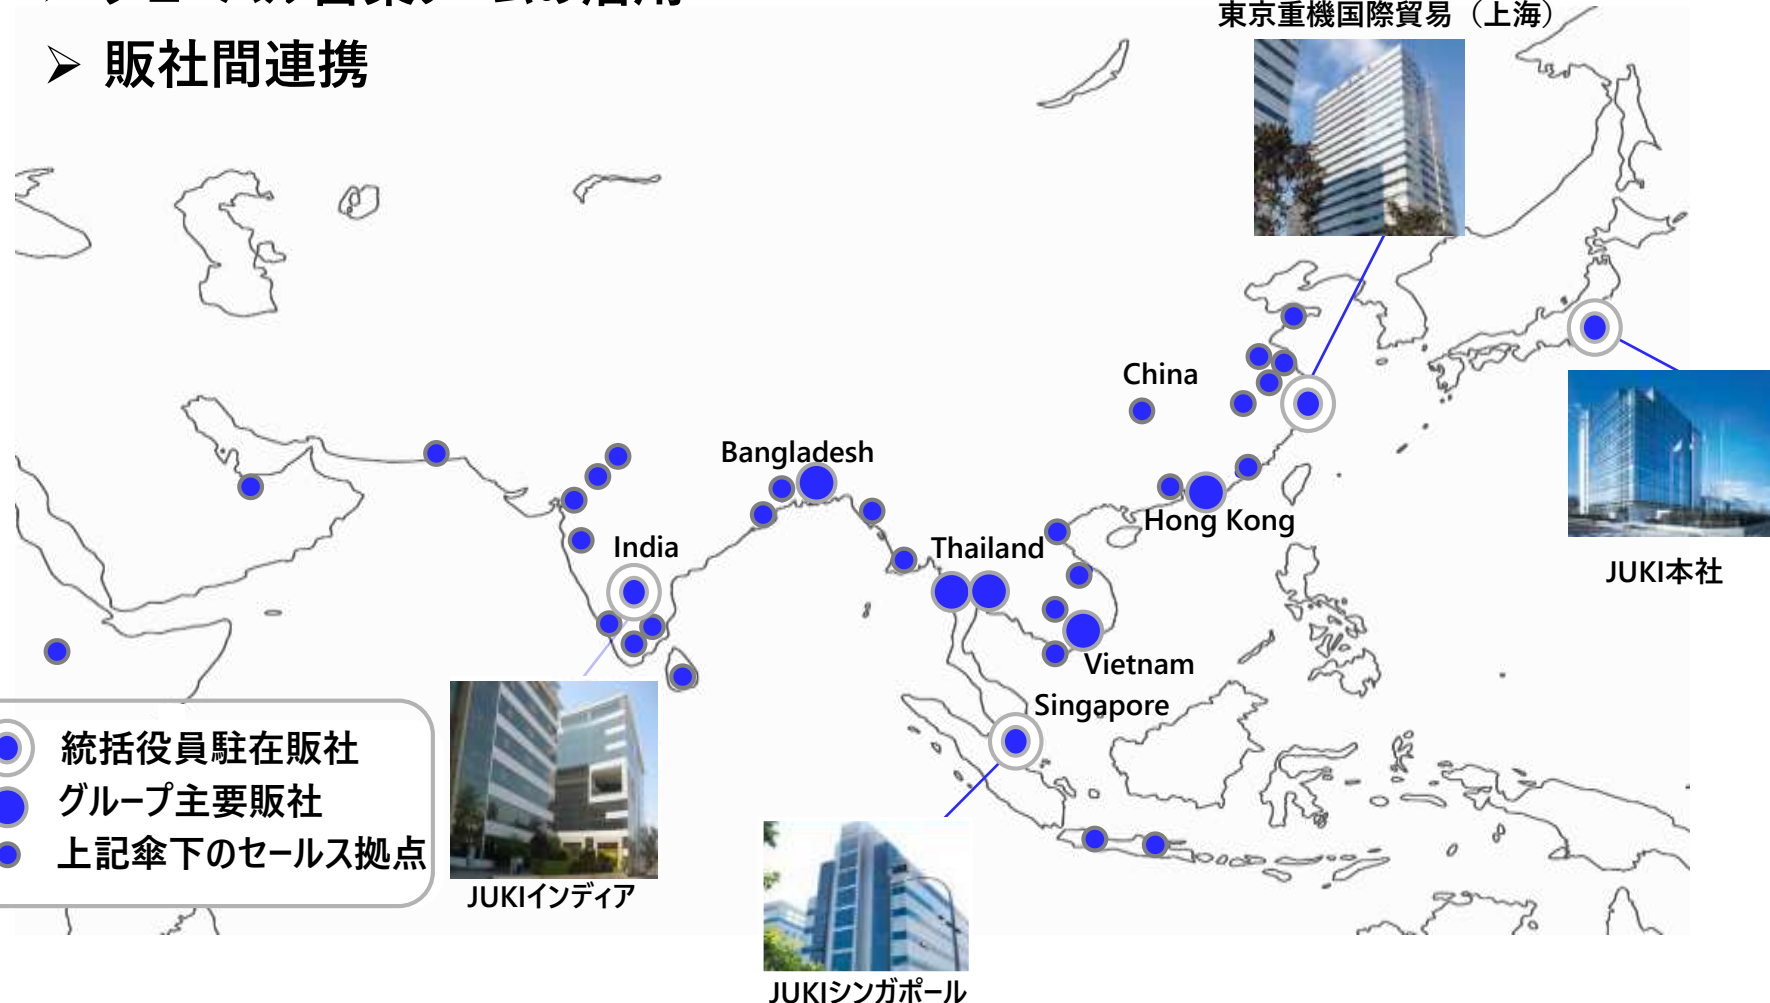 ➢ 販社間連携
東京重機国際貿易（上海）
China
Bangladesh
Hong Kong
India
Thailand
JUKI本社
Vietnam
Singapore
統括役員駐在販社
グループ主要販社
上記傘下のセールス拠点
JUKIインディア
JUKIシンガポール